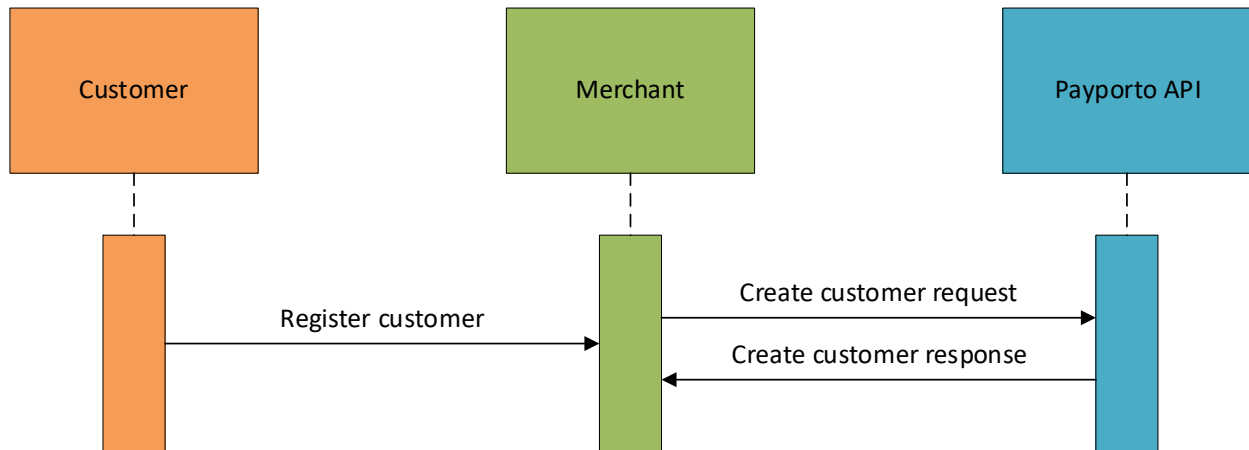 Customer
Merchant
Payporto API
Create customer request
Register customer
Create customer response